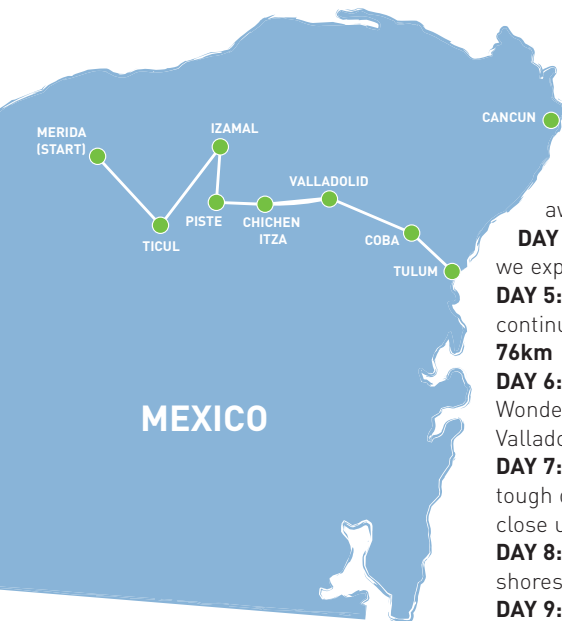 MERIDA
(START)
IZAMAL
CANCUN
VALLADOLID
PISTE
CHICHEN
ITZA
TICUL
COBA
TULUM
MEXICO
DAY
we exp
DAY 5:
continu
76km
DAY 6:
Wonde
Vallado
DAY 7:
tough
close u
DAY 8:
shores
DAY 9: